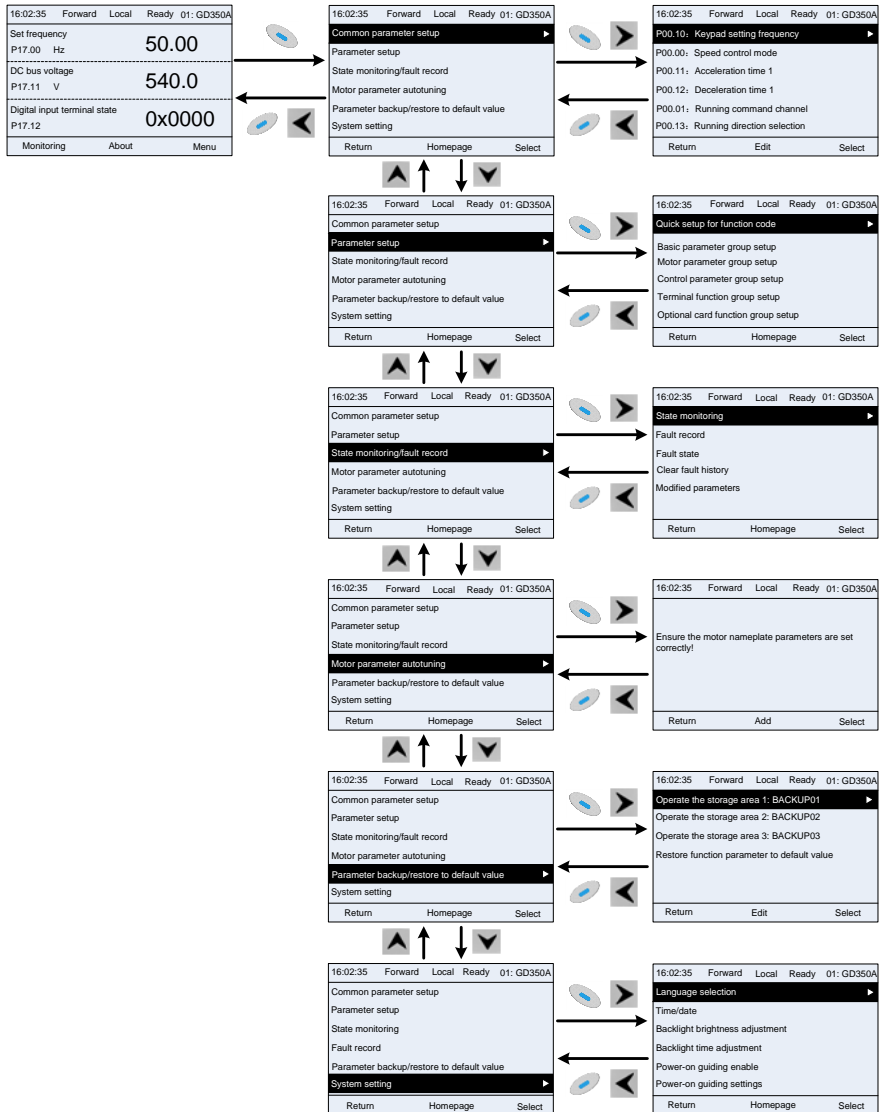 16:02:35 Forward Local Ready 01: GD350A
Set frequency
P17.00 Hz 50.00
DC bus voltage
P17.11 V 540.0
Digital input terminal state
P17.12 0x0000
Monitoring About Menu
16:02:35 Forward Local Ready 01: GD350A
Common parameter setup
Parameter setup
State monitoring/fault record
Motor parameter autotuning
Parameter backup/restore to default value
System setting
Return Homepage Select
16:02:35 Forward Local Ready 01: GD350A
P00.10: Keypad setting frequency
P00.00: Speed control mode
P00.11: Acceleration time 1
P00.12: Deceleration time 1
P00.01: Running command channel
P00.13: Running direction selection
Return Edit Select
16:02:35 Forward Local Ready 01: GD350A
Common parameter setup
Parameter setup
State monitoring/fault record
Motor parameter autotuning
Parameter backup/restore to default value
System setting
Return Homepage Select
16:02:35 Forward Local Ready 01: GD350A
Quick setup for function code
Basic parameter group setup
Motor parameter group setup
Control parameter group setup
Terminal function group setup
Optional card function group setup
Return Homepage Select
16:02:35 Forward Local Ready 01: GD350A
Common parameter setup
Parameter setup
State monitoring/fault record
Motor parameter autotuning
Parameter backup/restore to default value
System setting
Return Homepage Select
16:02:35 Forward Local Ready 01: GD350A
State monitoring
Fault record
Fault state
Clear fault history
Modified parameters
Return Homepage Select
16:02:35 Forward Local Ready 01: GD350A
Common parameter setup
Parameter setup
State monitoring/fault record
Motor parameter autotuning
Parameter backup/restore to default value
System setting
Return Homepage Select
16:02:35 Forward Local Ready 01: GD350A
Ensure the motor nameplate parameters are set
correctly!
Return Add Select
16:02:35 Forward Local Ready 01: GD350A
Common parameter setup
Parameter setup
State monitoring/fault record
Motor parameter autotuning
Parameter backup/restore to default value
System setting
Return Homepage Select
16:02:35 Forward Local Ready 01: GD350A
Operate the storage area 1: BACKUP01
Operate the storage area 2: BACKUP02
Operate the storage area 3: BACKUP03
Restore function parameter to default value
Return Edit Select
16:02:35 Forward Local Ready 01: GD350A
Common parameter setup
Parameter setup
State monitoring
Fault record
Parameter backup/restore to default value
System setting
Return Homepage Select
16:02:35 Forward Local Ready 01: GD350A
Language selection
Time/date
Backlight brightness adjustment
Backlight time adjustment
Power-on guiding enable
Power-on guiding settings
Return Homepage Select